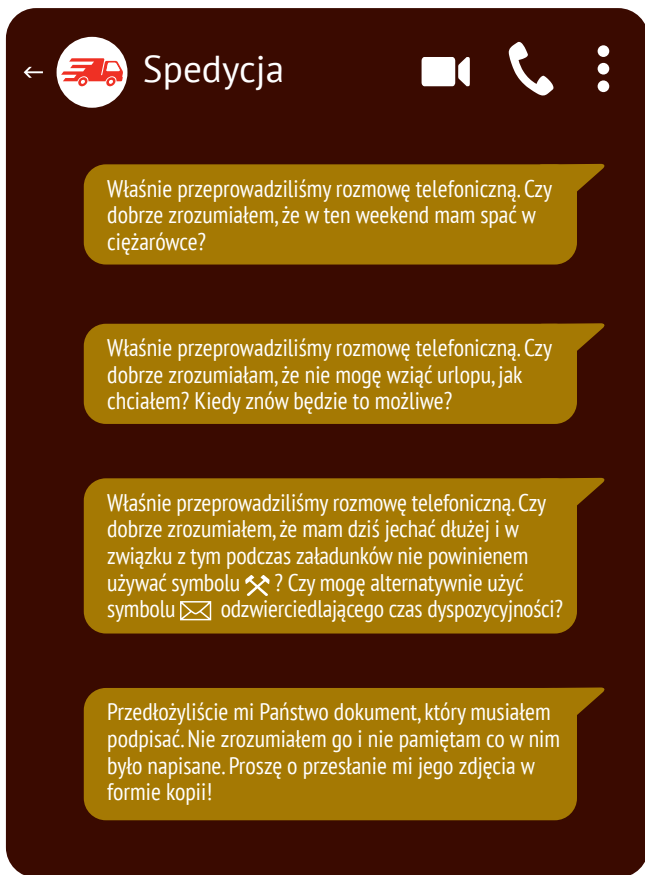 Spedycja
Właśnie przeprowadziliśmy rozmowę telefoniczną. Czy
dobrze zrozumiałem, że w ten weekend mam spać w
ciężarówce?
Właśnie przeprowadziliśmy rozmowę telefoniczną. Czy
dobrze zrozumiałam, że nie mogę wziąć urlopu, jak
chciałem? Kiedy znów będzie to możliwe?
Właśnie przeprowadziliśmy rozmowę telefoniczną. Czy
dobrze zrozumiałem, że mam dziś jechać dłużej i w
związku z tym podczas załadunków nie powinienem
używać symbolu ? Czy mogę alternatywnie użyć
symbolu odzwierciedlającego czas dyspozycyjności?
Przedłożyliście mi Państwo dokument, który musiałem
podpisać. Nie zrozumiałem go i nie pamiętam co w nim
było napisane. Proszę o przesłanie mi jego zdjęcia w
formie kopii!